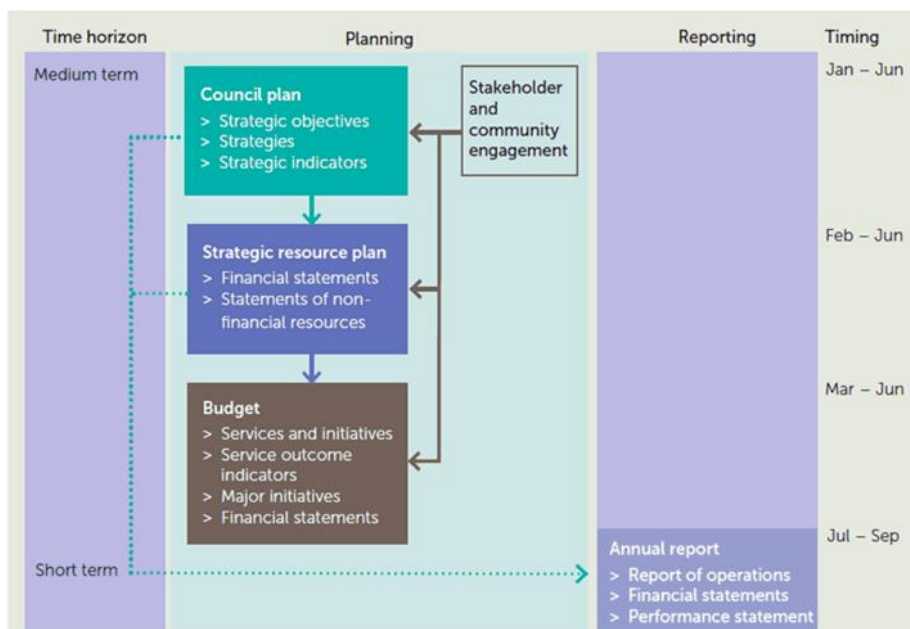 Time horizon
Planning
Reporting
Timing
Medium term
Jan – Jun
Council plan
> Strategic objectives
> Strategies
> Strategic indicators
Stakeholder
and
community
engagement
Feb – Jun
Strategic resource plan
> Financial statements
> Statements of non-
financial resources
Mar – Jun
Budget
> Services and initiatives
> Service outcome
indicators
> Major initiatives
> Financial statements
Jul – Sep
Short term
Annual report
> Report of operations
> Financial statements
> Performance statement